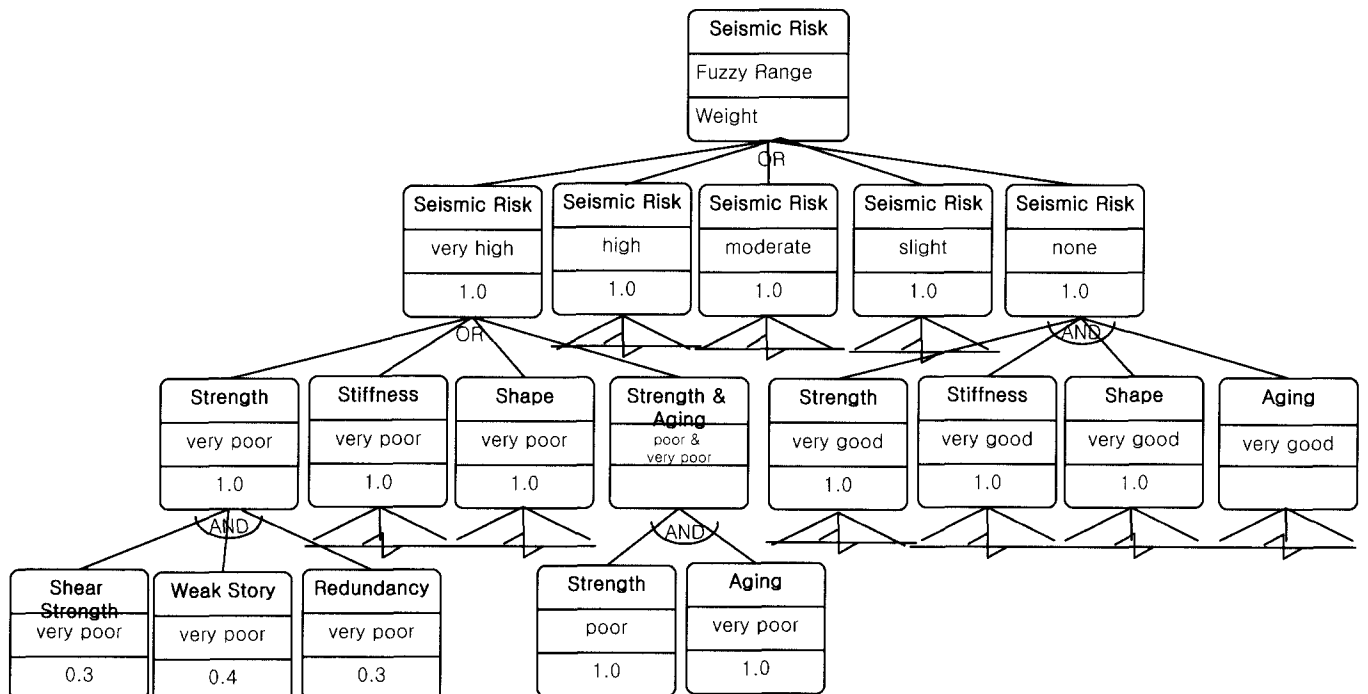 Seismic Risk
Fuzzy Range
Weight
OR
Seismic Risk
very high
1.0
Seismic Risk
high
1.0
Seismic Risk
moderate
1.0
Seismic Risk
slight
1.0
Seismic Risk
none
1.0
OR
AND
Strength
very poor
1.0
Stiffness
very poor
1.0
Shape
very poor
1.0
Strength &
Aging
poor &
very poor
Strength
very good
1.0
Stiffness
very good
1.0
Shape
very good
1.0
Aging
very good
AND
AND
Shear
Strength
very poor
0.3
Weak Story
very poor
0.4
Redundancy
very poor
0.3
Strength
poor
1.0
Aging
very poor
1.0